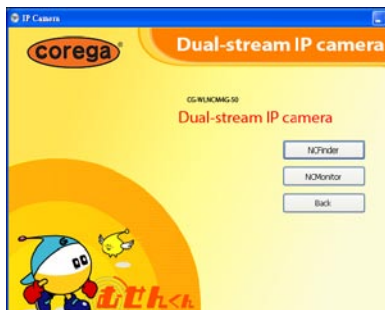 IP Camera
corega
Dual-stream IP camera
CG-WLNCM4G-S0
Dual-stream IP camera
NCFinder
NCMonitor
Back
むせんくん